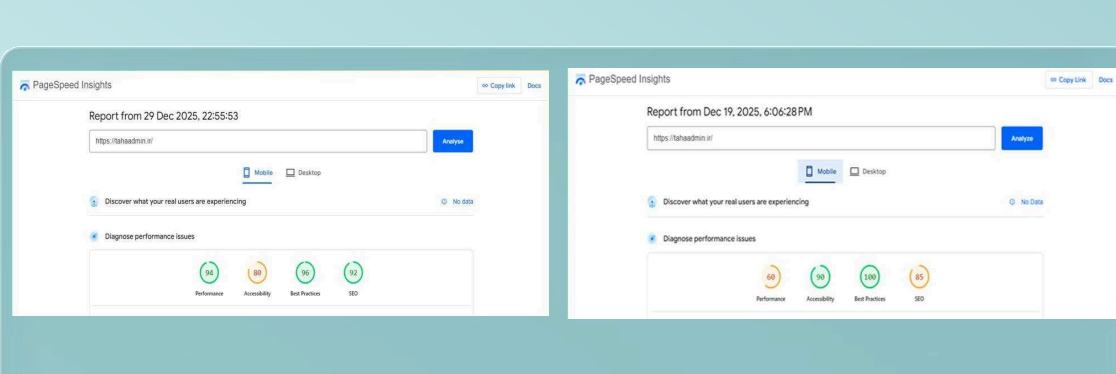 PageSpeed Insights
Copy link
Docs
Report from 29 Dec 2025, 22:55:53
https://tahaadmin.ir/
Analyse
Mobile
Desktop
Discover what your real users are experiencing
No data
Diagnose performance issues
94
80
96
92
Performance
Accessibility
Best Practices
SEO
PageSpeed Insights
Copy Link
Docs
Report from Dec 19, 2025, 6:06:28 PM
https://tahaadmin.ir/
Analyze
Mobile
Desktop
Discover what your real users are experiencing
No Data
Diagnose performance issues
60
90
100
85
Performance
Accessibility
Best Practices
SEO